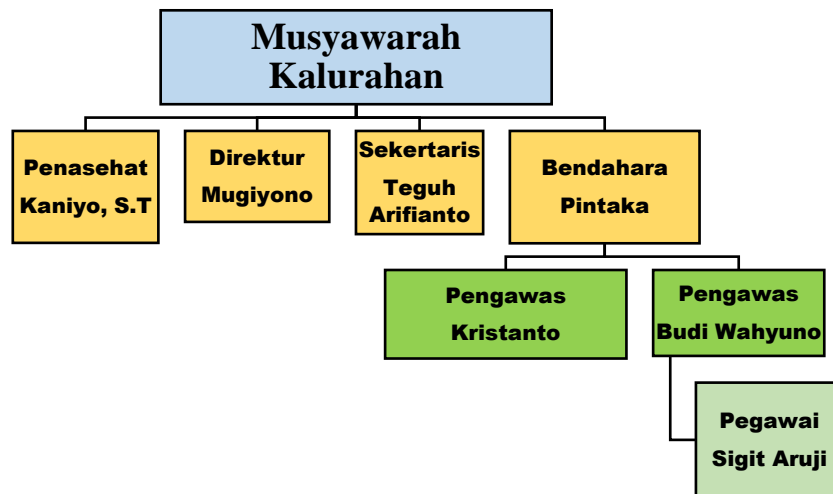 Musyawarah
Kalurahan
Penasehat
Kaniyo, S.T
Direktur
Mugiyono
Sekertaris
Teguh
Arifianto
Bendahara
Pintaka
Pengawas
Kristanto
Pengawas
Budi Wahyuno
Pegawai
Sigit Aruji